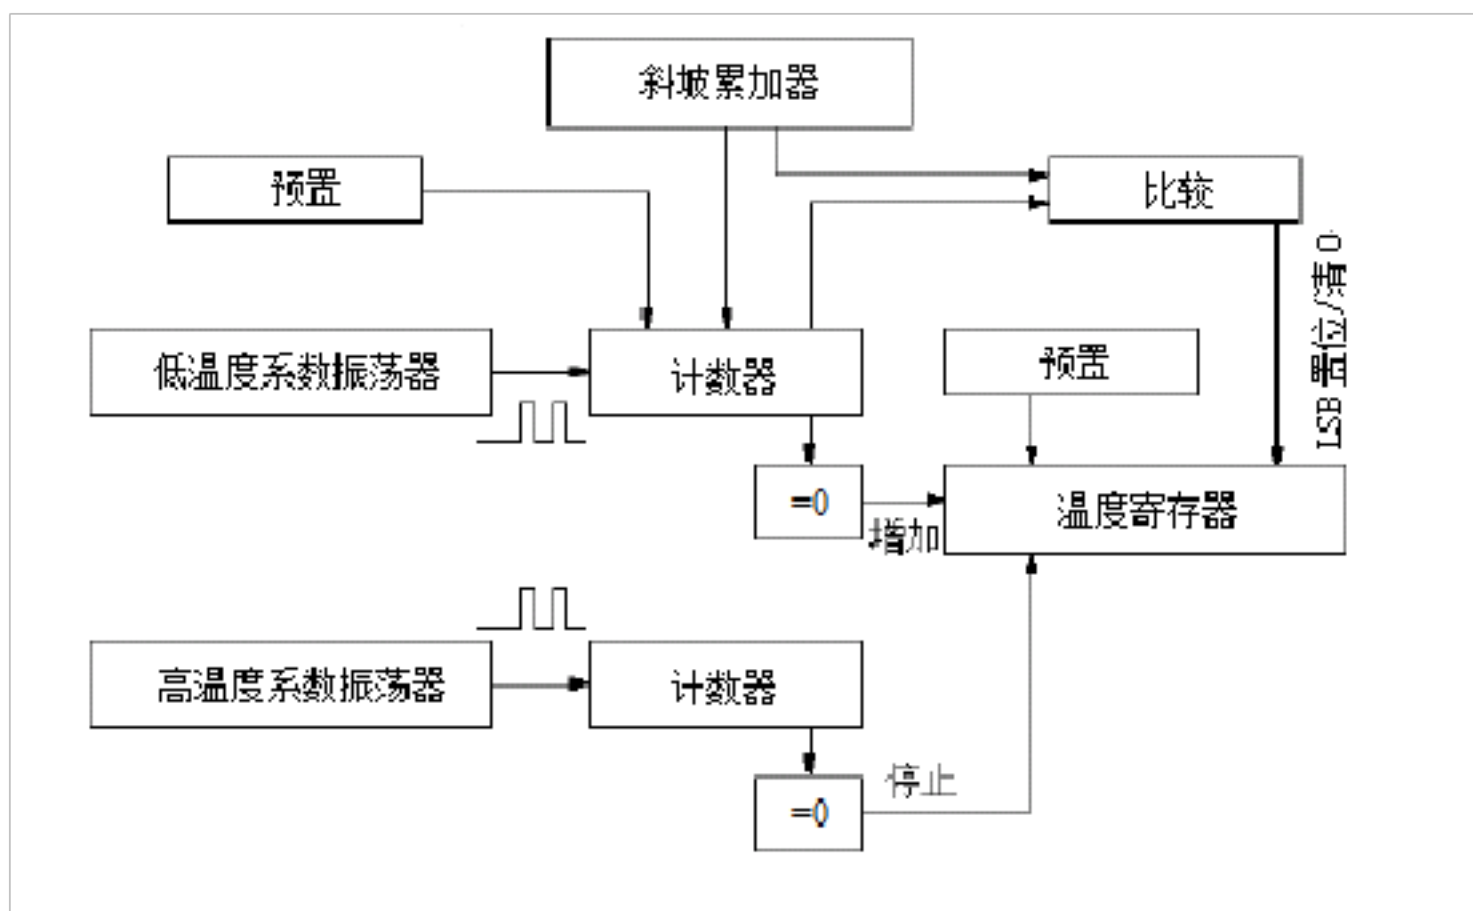 斜坡累加器
预置
比较
LSB 置位/清 0
低温度系数振荡器
计数器
预置
=0
增加
温度寄存器
高温度系数振荡器
计数器
停止
=0